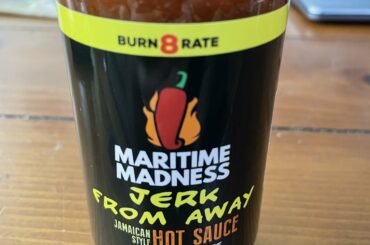 BURN 8 RATE
MARITIME
MADNESS
JERK
FROM AWAY
JAMAICAN
STYLE
HOT SAUCE